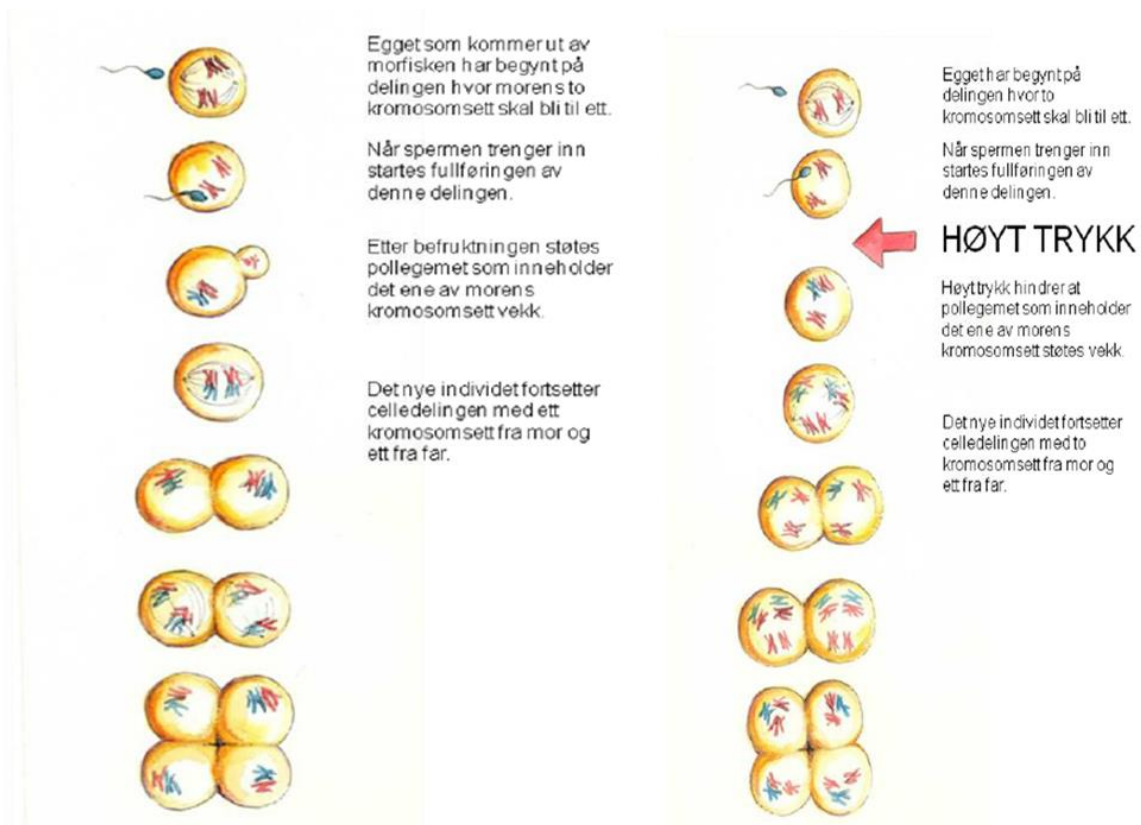 Egget som kommer ut av
morfisken har begynt på
delingen hvor morens to
kromosomsett skal bli til ett.
Når spermen trenger inn
startes fullføringen av
denne delingen.
Etter befruktningen støtes
pollegemet som inneholder
det ene av morens
kromosomsett vekk.
Det nye individet fortsetter
celledelingen med ett
kromosomsett fra mor og
ett fra far.
Egget har begynt på
delingen hvor to
kromosomsett skal bli til ett.
Når spermen trenger inn
startes fullføringen av
denne delingen.
HØYT TRYKK
Høyt trykk hindrer at
pollegemet som inneholder
det ene av morens
kromosomsett støtes vekk.
Det nye individet fortsetter
celledelingen med to
kromosomsett fra mor og
ett fra far.